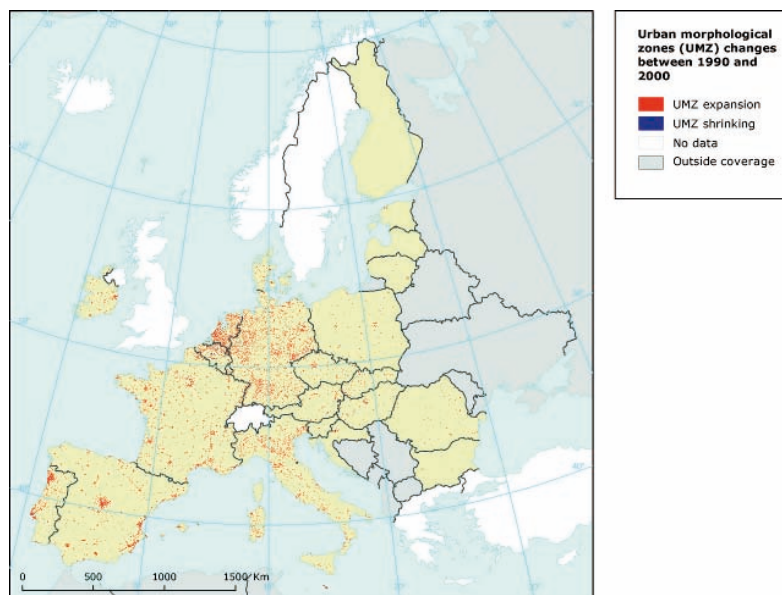 Urban morphological
zones (UMZ) changes
between 1990 and
2000
UMZ expansion
UMZ shrinking
No data
Outside coverage
0 500 1000 1500 Km